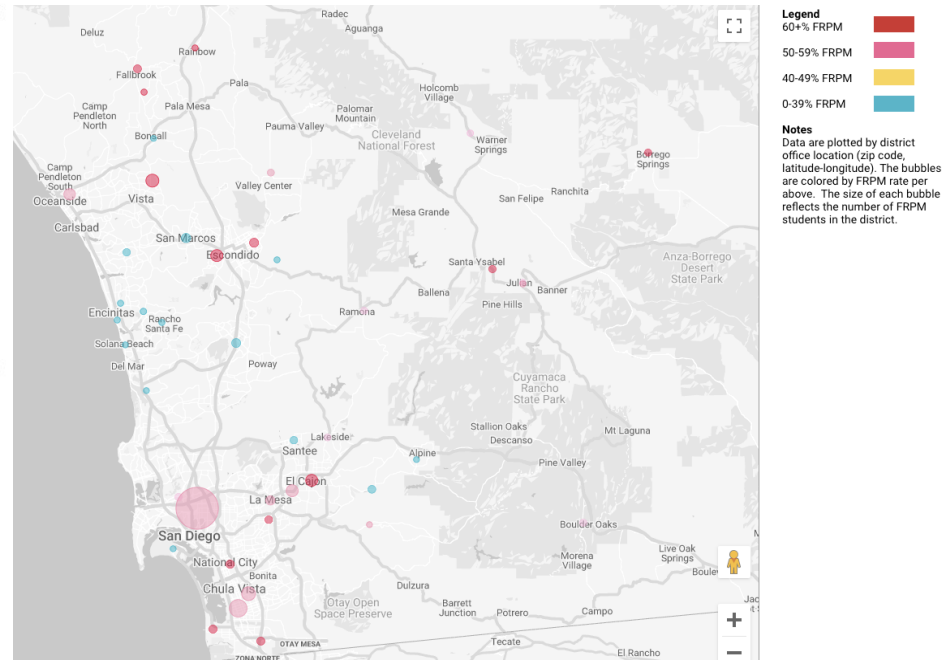 Legend
60+% FRPM
50-59% FRPM
40-49% FRPM
0-39% FRPM
Notes
Data are plotted by district
office location (zip code,
latitude-longitude). The bubbles
are colored by FRPM rate per
above. The size of each bubble
reflects the number of FRPM
students in the district.
Radec
Aguanga
Deluz
Rainbow
Fallbrook
Pala
Holcomb
Village
Camp
Pendleton
North
Pala Mesa
Palomar
Mountain
Pauma Valley
Bonsall
Cleveland
National Forest
Warner
Springs
Borrego
Springs
Camp
Pendleton
South
Oceanside
Vista
Valley Center
Ranchita
San Felipe
Mesa Grande
Carlsbad
San Marcos
Escondido
Santa Ysabel
Anza-Borrego
Desert
State Park
Julian
Banner
Ballena
Pine Hills
Encinitas
Rancho
Santa Fe
Ramona
Solana Beach
Del Mar
Poway
Cuyamaca
Rancho
State Park
Stallion Oaks
Mt Laguna
Lakeside
Descanso
Santee
Alpine
Pine Valley
El Cajon
La Mesa
Boulder Oaks
San Diego
Live Oak
Springs
Morena
Village
National City
Bonita
Chula Vista
Dulzura
Otay Open
Space Preserve
Barrett
Junction
Potrero
Campo
OTAY MESA
Tecate
El Rancho
ZONA NORTE